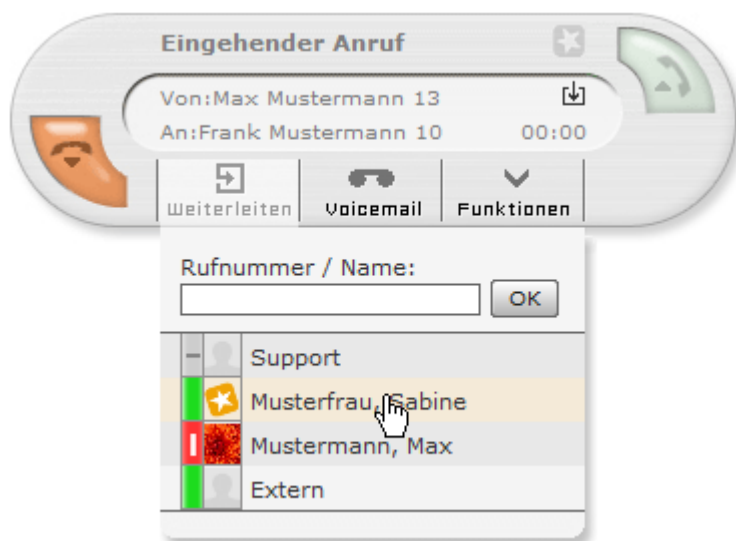 Eingehender Anruf
Von:Max Mustermann 13
An:Frank Mustermann 10 00:00
Weiterleiten Voicemail Funktionen
Rufnummer / Name:
OK
Support
Musterfrau, Sabine
Mustermann, Max
Extern